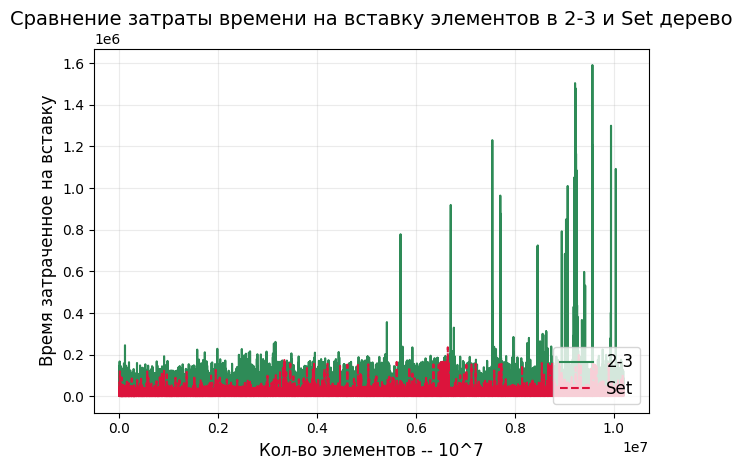 Сравнение затраты времени на вставку элементов в 2-3 и Set дерево
1e6
1.6
1.4
1.2
1.0
0.8
0.6
0.4
0.2
0.0
Время затраченное на вставку
2-3
Set
0.0 0.2 0.4 0.6 0.8 1.0
1e7
Кол-во элементов -- 10^7